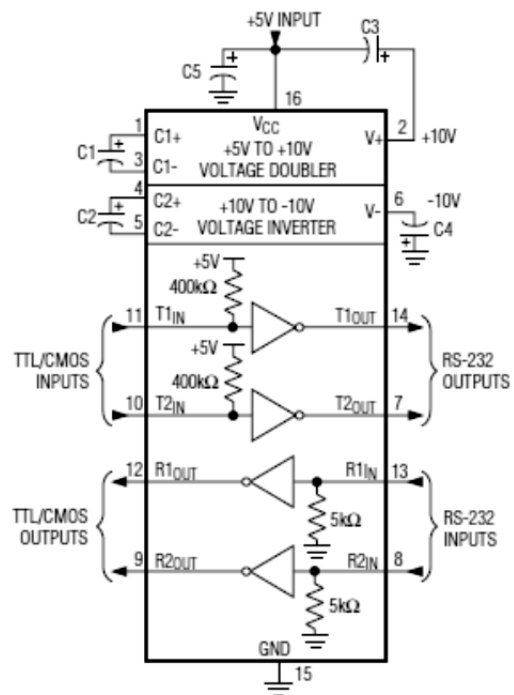 +5V INPUT
C3
+
C5
+
16
VCC
1
C1+
+5V TO +10V
VOLTAGE DOUBLER
V+
2
+10V
C1
+
3
C1-
4
C2+
+10V TO -10V
VOLTAGE INVERTER
V-
6
-10V
C2
+
5
C2-
C4
+
+5V
400kΩ
11
T1IN
T1OUT
14
+5V
TTL/CMOS
INPUTS
RS-232
OUTPUTS
400kΩ
10
T2IN
T2OUT
7
12
R1OUT
R1IN
13
TTL/CMOS
OUTPUTS
5kΩ
RS-232
INPUTS
9
R2OUT
R2IN
8
5kΩ
GND
15